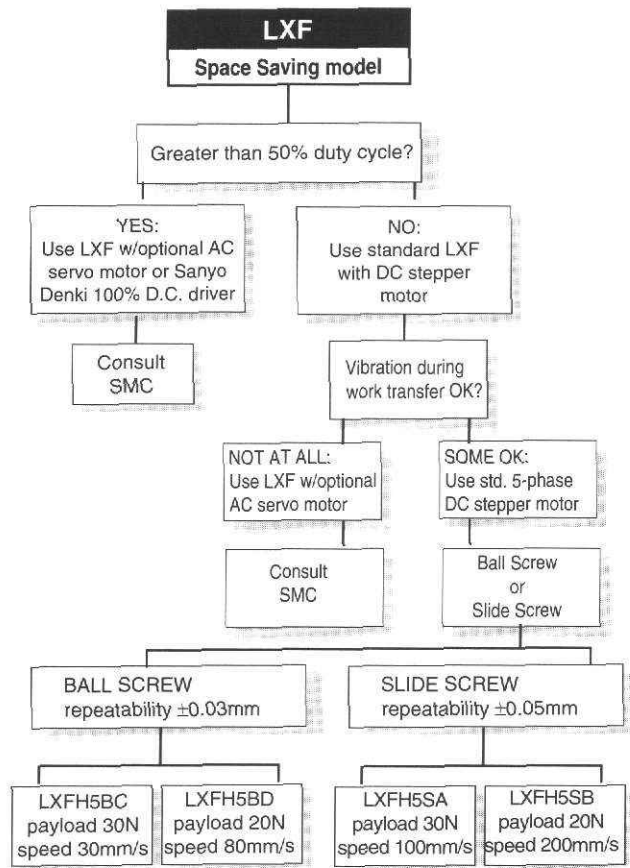 LXF
Space Saving model
Greater than 50% duty cycle?
YES:
Use LXF w/optional AC
servo motor or Sanyo
Denki 100% D.C. driver
NO:
Use standard LXF
with DC stepper
motor
Consult
SMC
Vibration during
work transfer OK?
NOT AT ALL:
Use LXF w/optional
AC servo motor
SOME OK:
Use std. 5-phase
DC stepper motor
Consult
SMC
Ball Screw
or
Slide Screw
BALL SCREW
repeatability ±0.03mm
SLIDE SCREW
repeatability ±0.05mm
LXFH5BC
payload 30N
speed 30mm/s
LXFH5BD
payload 20N
speed 80mm/s
LXFH5SA
payload 30N
speed 100mm/s
LXFH5SB
payload 20N
speed 200mm/s